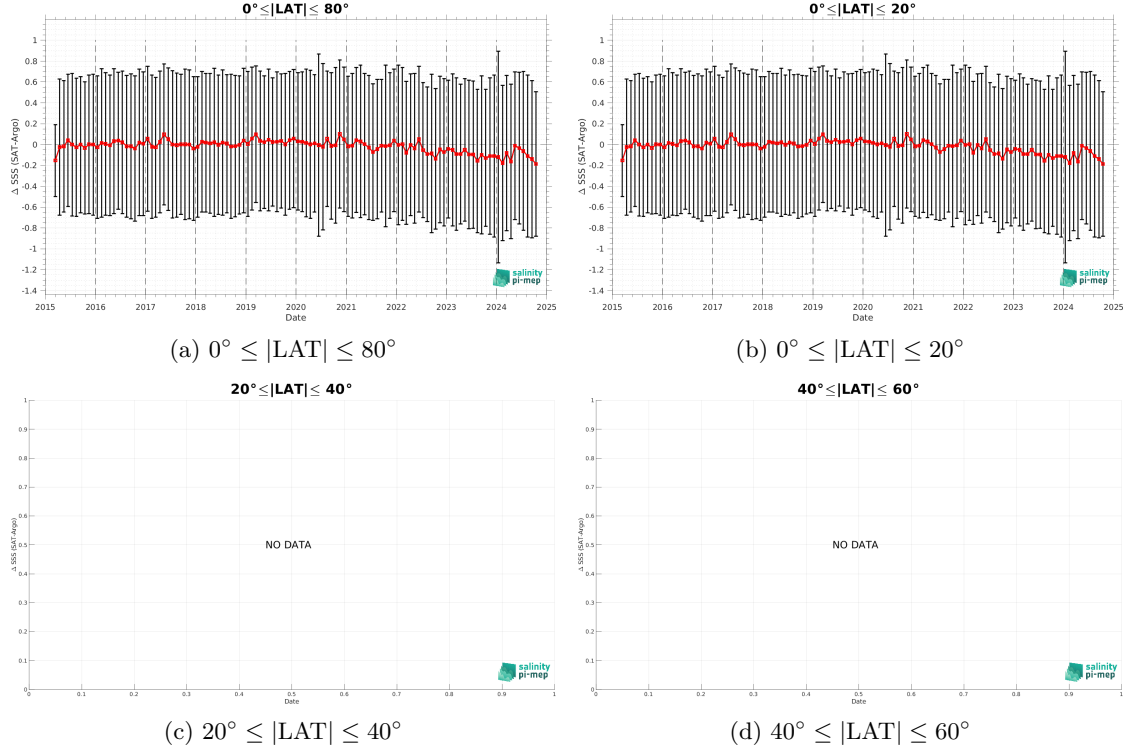 0°≤|LAT|≤ 80°
Δ SSS (SAT-Argo)
1
0.8
0.6
0.4
0.2
0
-0.2
-0.4
-0.6
-0.8
-1
-1.2
-1.4
2015 2016 2017 2018 2019 2020 2021 2022 2023 2024 2025
Date
salinity
pi-mep
(a) 0° ≤ |LAT| ≤ 80°
0°≤|LAT|≤ 20°
Δ SSS (SAT-Argo)
1
0.8
0.6
0.4
0.2
0
-0.2
-0.4
-0.6
-0.8
-1
-1.2
-1.4
2015 2016 2017 2018 2019 2020 2021 2022 2023 2024 2025
Date
salinity
pi-mep
(b) 0° ≤ |LAT| ≤ 20°
20°≤|LAT|≤ 40°
Δ SSS (SAT-Argo)
1
0.9
0.8
0.7
0.6
0.5
0.4
0.3
0.2
0.1
0
NO DATA
0 0.1 0.2 0.3 0.4 0.5 0.6 0.7 0.8 0.9 1
Date
salinity
pi-mep
(c) 20° ≤ |LAT| ≤ 40°
40°≤|LAT|≤ 60°
Δ SSS (SAT-Argo)
1
0.9
0.8
0.7
0.6
0.5
0.4
0.3
0.2
0.1
0
NO DATA
0 0.1 0.2 0.3 0.4 0.5 0.6 0.7 0.8 0.9 1
Date
salinity
pi-mep
(d) 40° ≤ |LAT| ≤ 60°